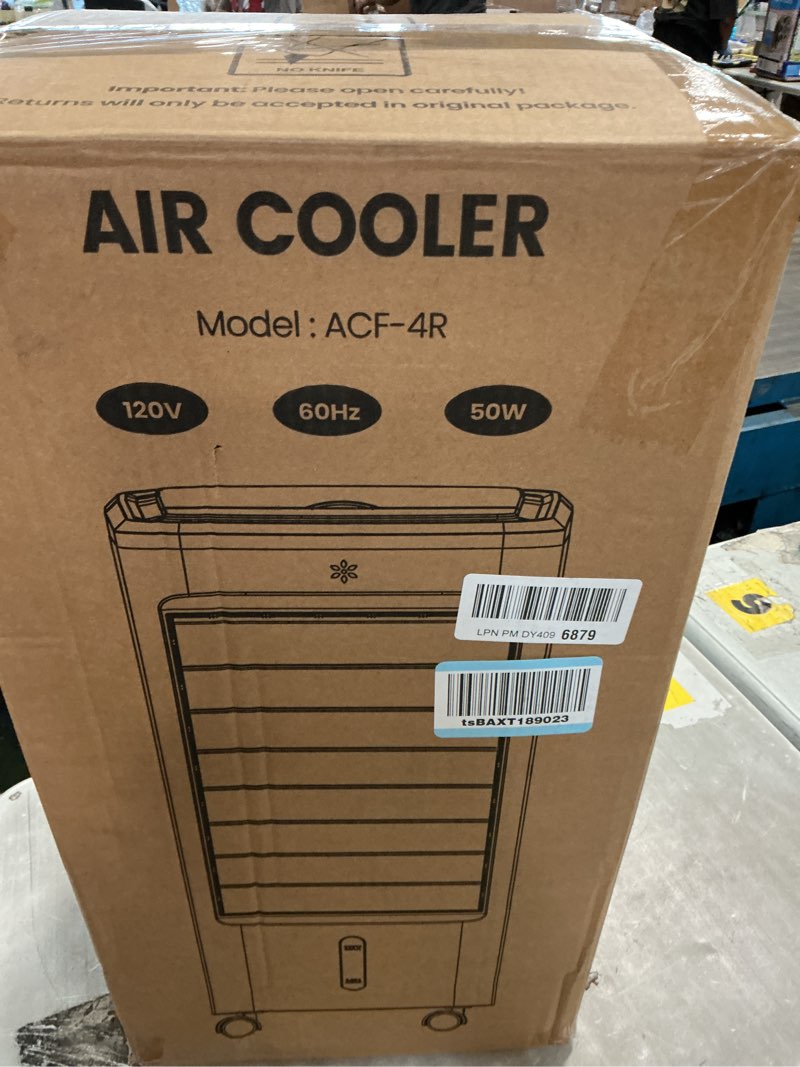 NO KNIFE
Important: Please open carefully!
Returns will only be accepted in original package.
AIR COOLER
Model : ACF-4R
120V
60Hz
50W
LPN PM DY409 6879
tsBAXT189023